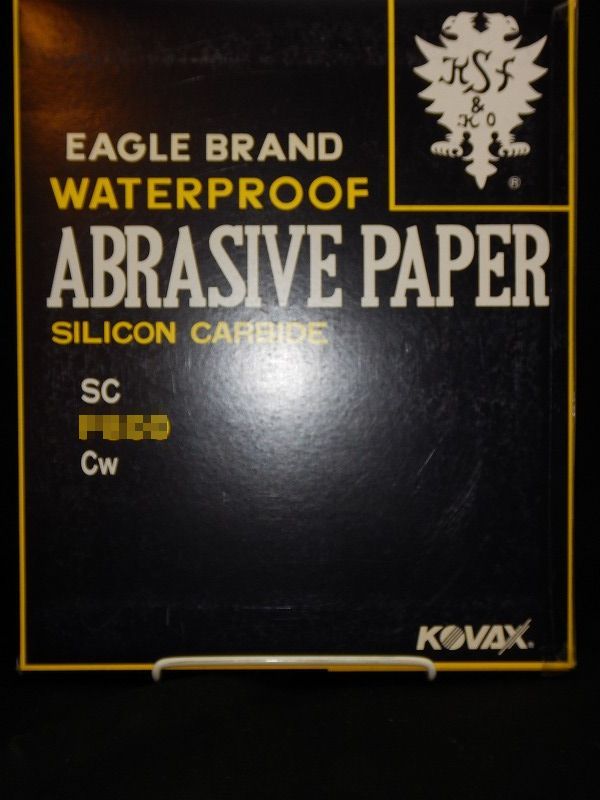 KSF
&
KO
®
EAGLE BRAND
WATERPROOF
ABRASIVE PAPER
SILICON CARBIDE
SC
Cw
KOVAX®